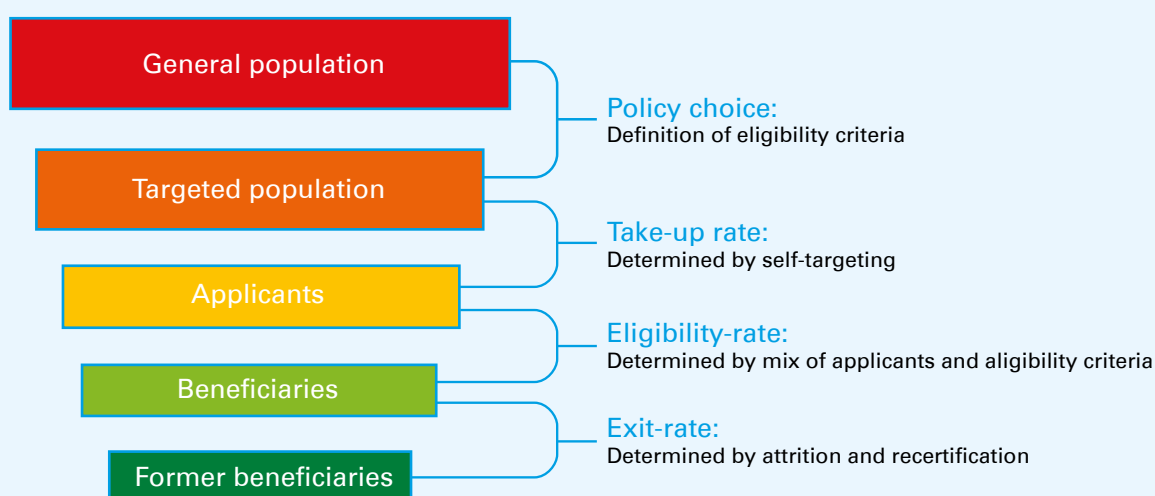 General population
Policy choice:
Definition of eligibility criteria
Targeted population
Take-up rate:
Determined by self-targeting
Applicants
Eligibility-rate:
Determined by mix of applicants and aligibility criteria
Beneficiaries
Exit-rate:
Determined by attrition and recertification
Former beneficiaries